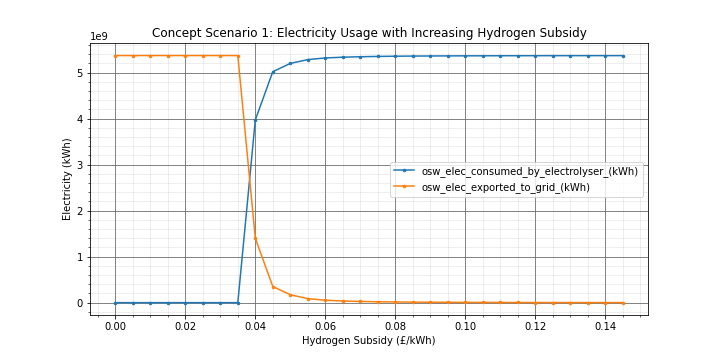 Concept Scenario 1: Electricity Usage with Increasing Hydrogen Subsidy
1e9
5
4
3
2
1
0
Electricity (kWh)
osw_elec_consumed_by_electrolyser_(kWh)
osw_elec_exported_to_grid_(kWh)
0.00 0.02 0.04 0.06 0.08 0.10 0.12 0.14
Hydrogen Subsidy (£/kWh)